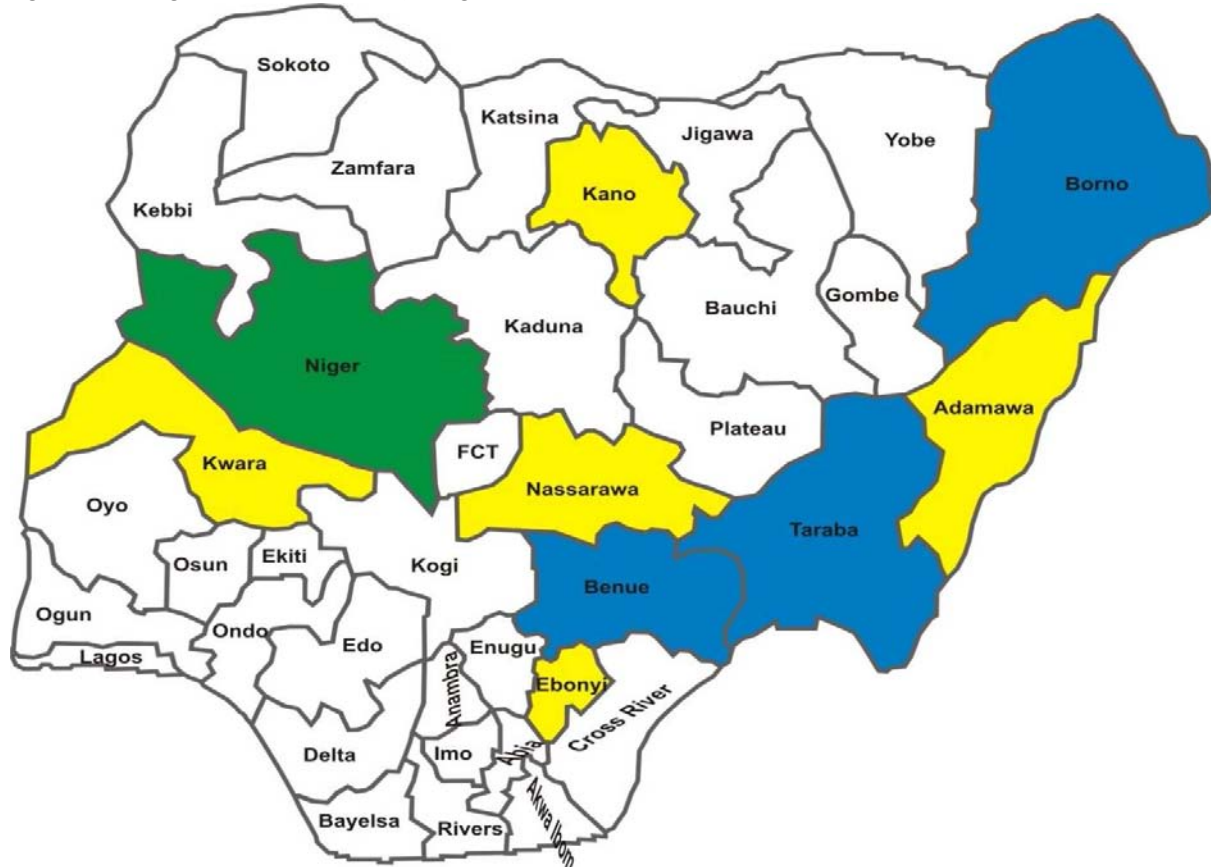 Sokoto
Katsina
Jigawa
Yobe
Zamfara
Kano
Borno
Kebbi
Gombe
Bauchi
Kaduna
Niger
Adamawa
Plateau
FCT
Kwara
Nassarawa
Oyo
Taraba
Osun
Ekiti
Kogi
Benue
Ogun
Ondo
Edo
Enugu
Lagos
Anambra
Ebonyi
Cross River
Delta
Imo
Abia
Bayelsa
Rivers
Akwa Ibom